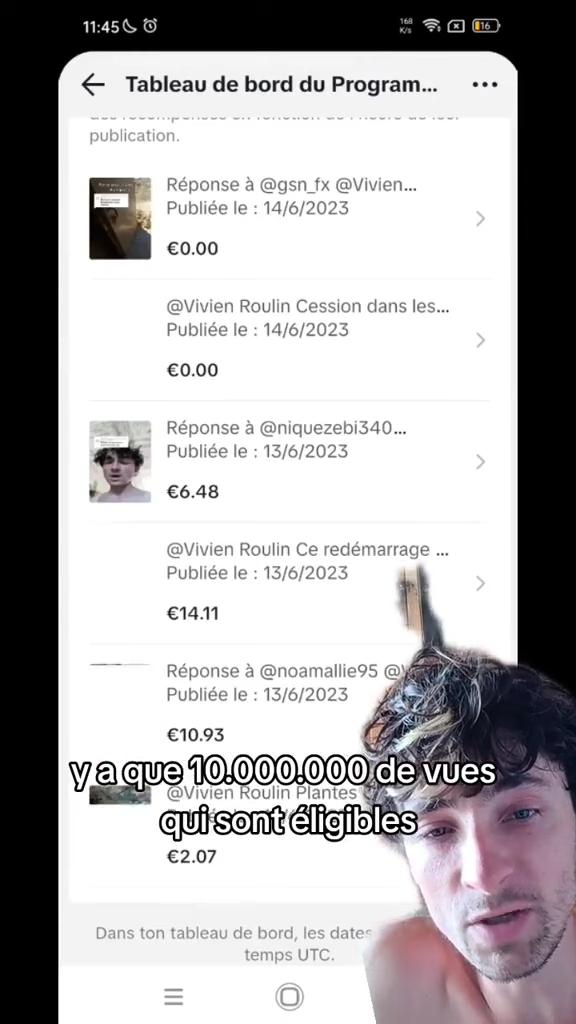 11:45
168
K/s
16
Tableau de bord du Program...
publication.
Réponse à @gsn_fx @Vivien...
Publiée le : 14/6/2023
€0.00
@Vivien Roulin Cession dans les...
Publiée le : 14/6/2023
€0.00
Réponse à @niquezebi340...
Publiée le : 13/6/2023
€6.48
@Vivien Roulin Ce redémarrage ...
Publiée le : 13/6/2023
€14.11
Réponse à @noamallie95 @
Publiée le : 13/6/2023
€10.93
y a que 10.000.000 de vues
@Vivien Roulin Plantes
qui sont éligibles
€2.07
Dans ton tableau de bord, les dates
temps UTC.